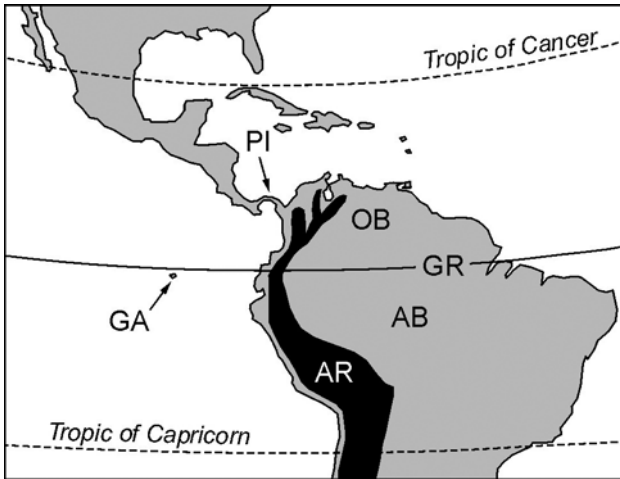 Tropic of Cancer
PI
OB
GR
GA
AB
AR
Tropic of Capricorn